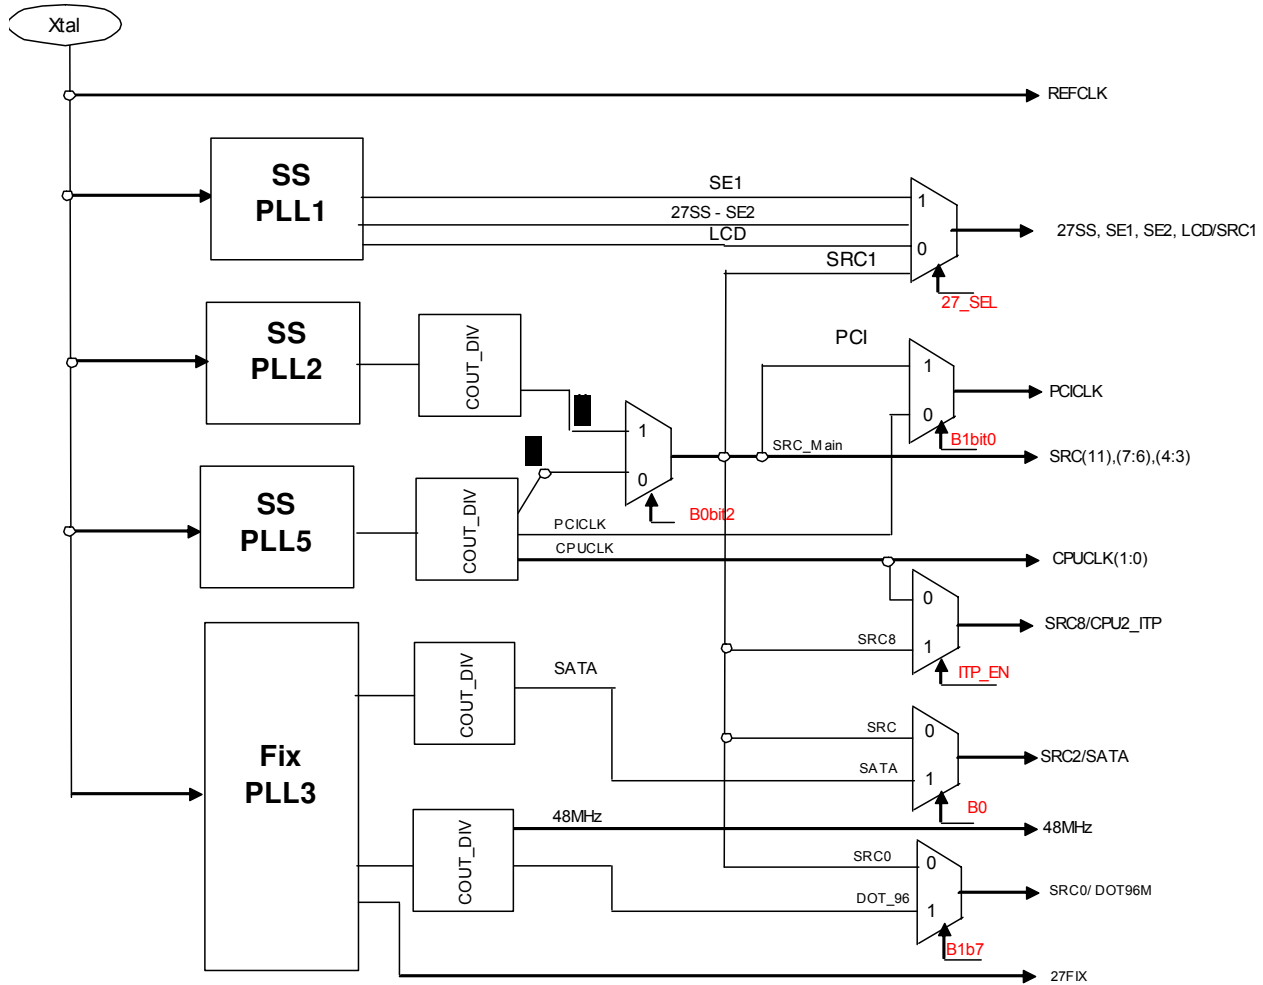 Xtal
REFCLK
SS
PLL1
SE1
27SS - SE2
LCD
SRC1
1
0
27SS, SE1, SE2, LCD/SRC1
27_SEL
SS
PLL2
COUT_DIV
PCI
1
0
PCICLK
B1bit0
1
0
SRC_Main
SRC(11),(7:6),(4:3)
B0bit2
SS
PLL5
COUT_DIV
PCICLK
CPUCLK
CPUCLK(1:0)
0
1
SRC8
SRC8/CPU2_ITP
ITP_EN
Fix
PLL3
COUT_DIV
SATA
SRC
0
SATA
1
SRC2/SATA
B0
COUT_DIV
48MHz
48MHz
SRC0
0
DOT_96
1
SRC0/ DOT96M
B1b7
27FIX